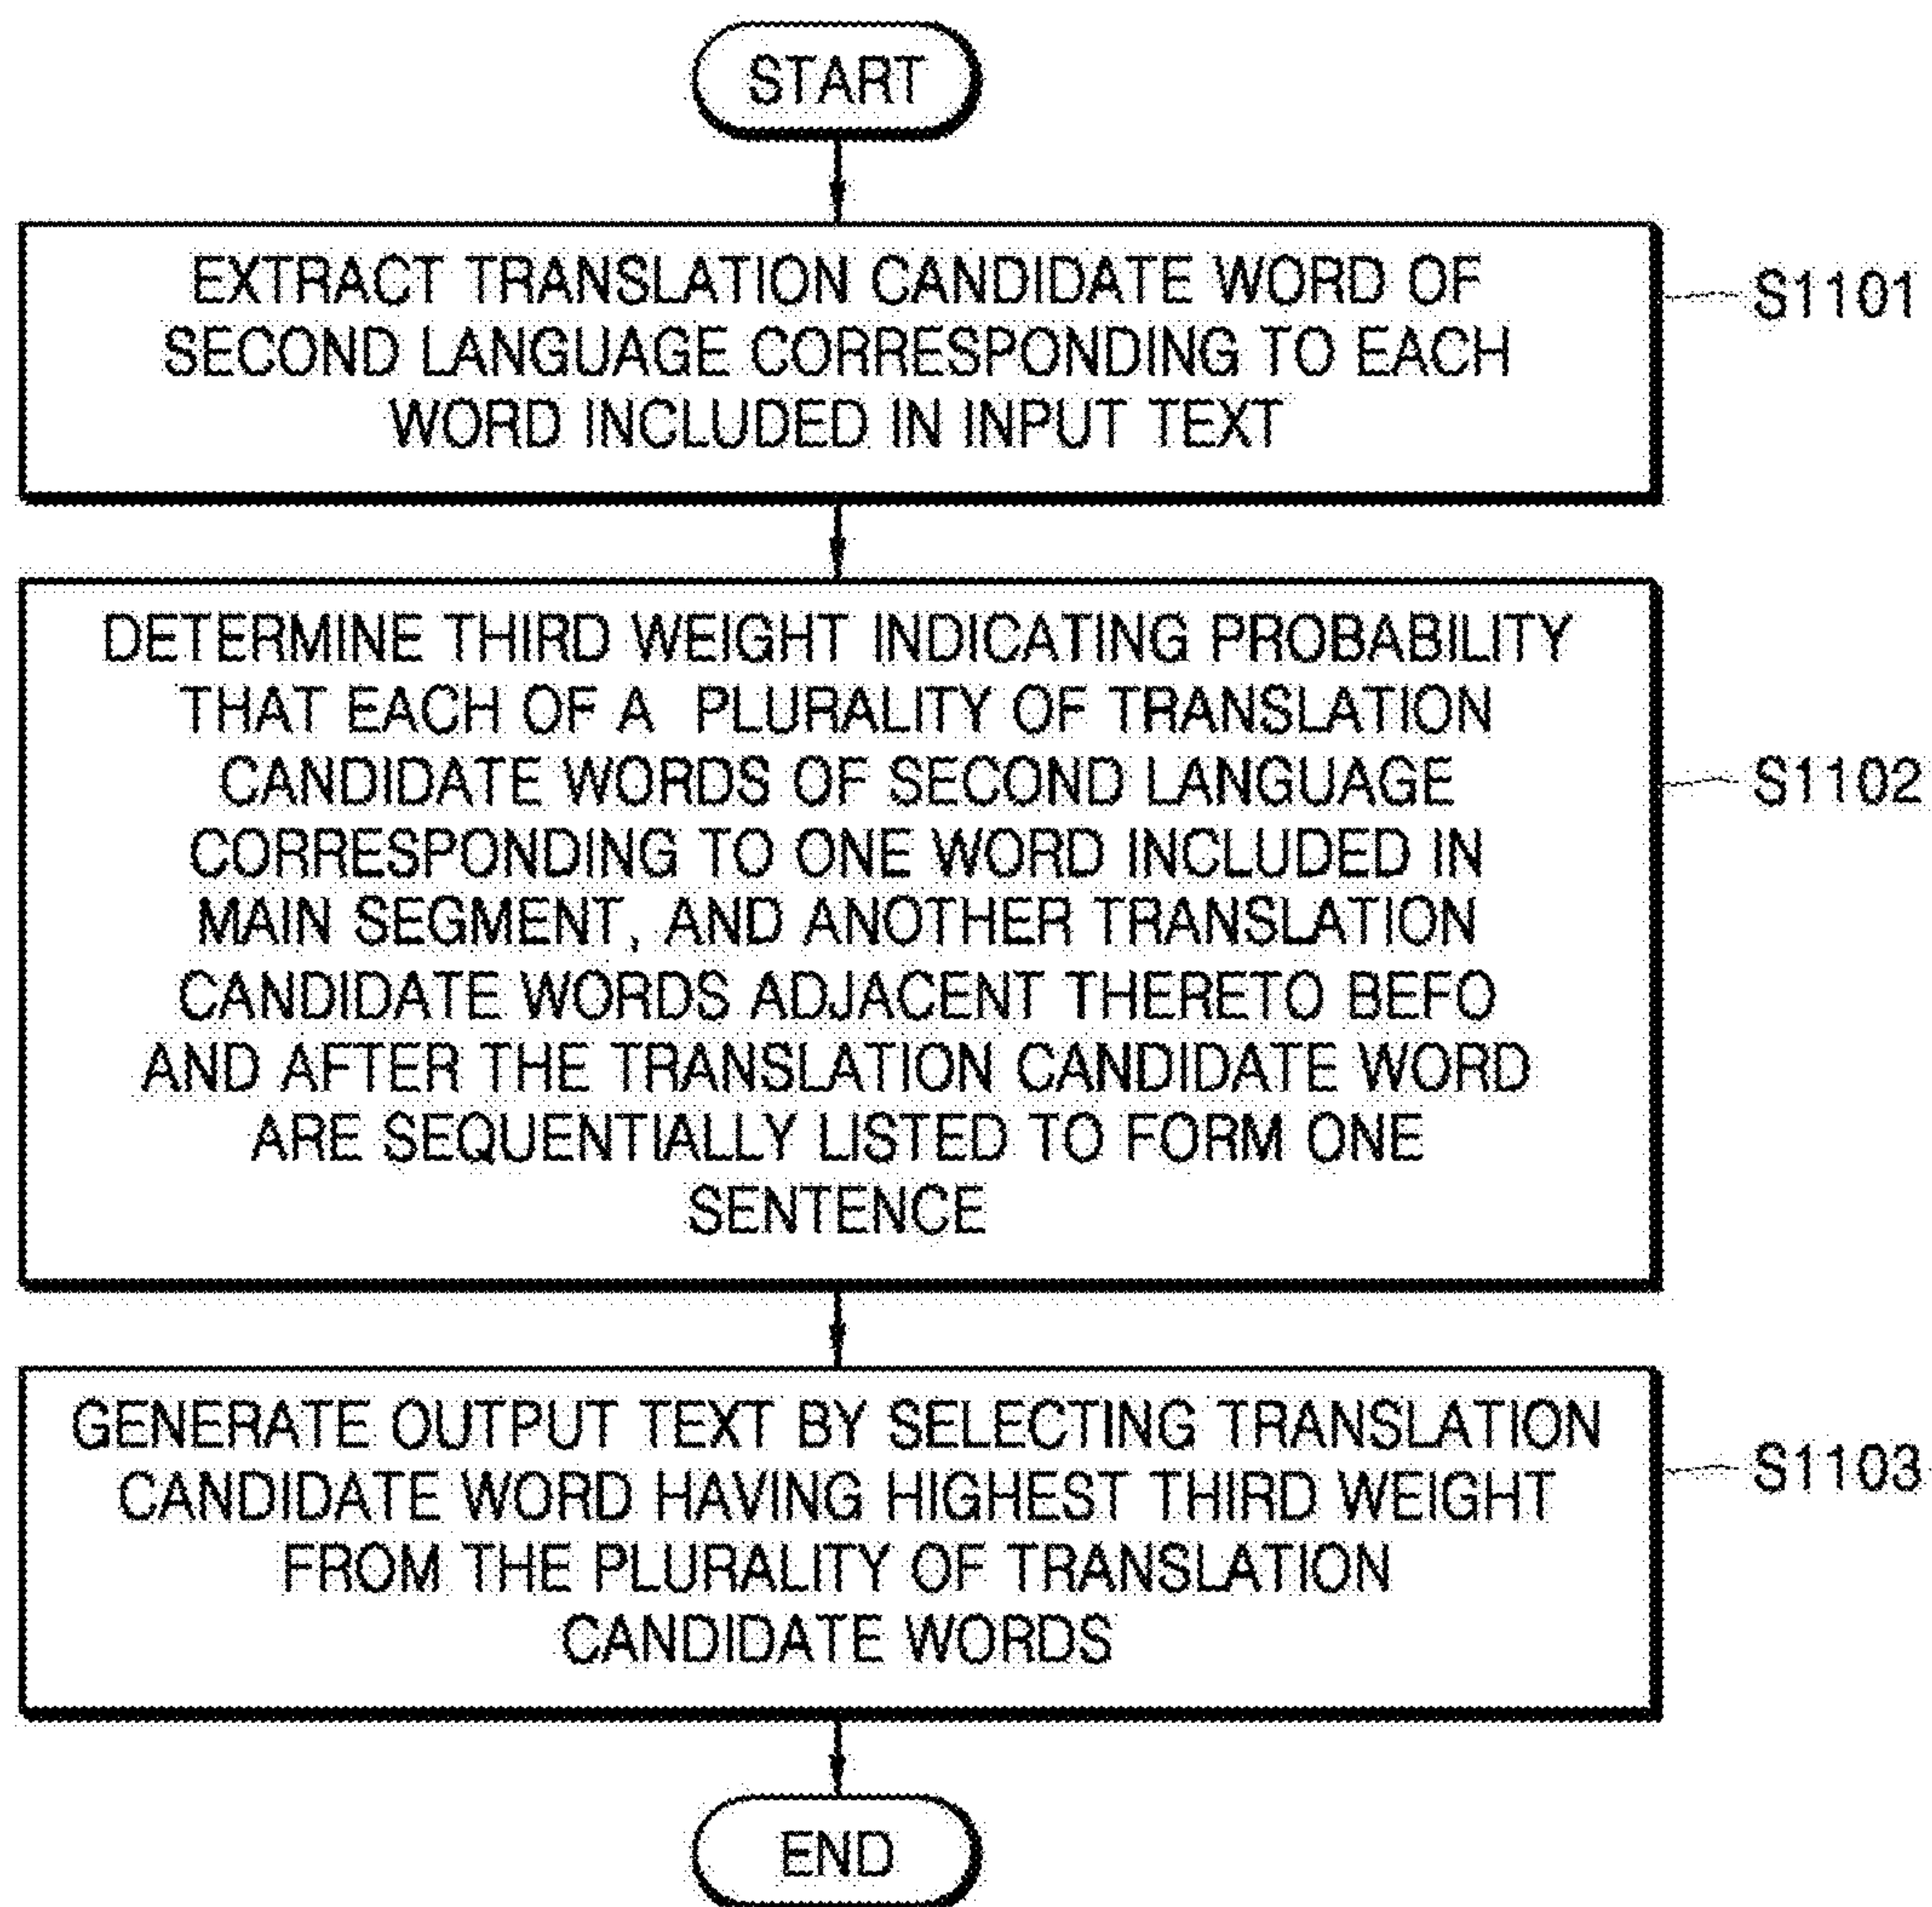 START
EXTRACT TRANSLATION CANDIDATE WORD OF
SECOND LANGUAGE CORRESPONDING TO EACH
WORD INCLUDED IN INPUT TEXT
S1101
DETERMINE THIRD WEIGHT INDICATING PROBABILITY
THAT EACH OF A PLURALITY OF TRANSLATION
CANDIDATE WORDS OF SECOND LANGUAGE
CORRESPONDING TO ONE WORD INCLUDED IN
MAIN SEGMENT, AND ANOTHER TRANSLATION
CANDIDATE WORDS ADJACENT THERETO BEFO
AND AFTER THE TRANSLATION CANDIDATE WORD
ARE SEQUENTIALLY LISTED TO FORM ONE
SENTENCE
S1102
GENERATE OUTPUT TEXT BY SELECTING TRANSLATION
CANDIDATE WORD HAVING HIGHEST THIRD WEIGHT
FROM THE PLURALITY OF TRANSLATION
CANDIDATE WORDS
S1103
END